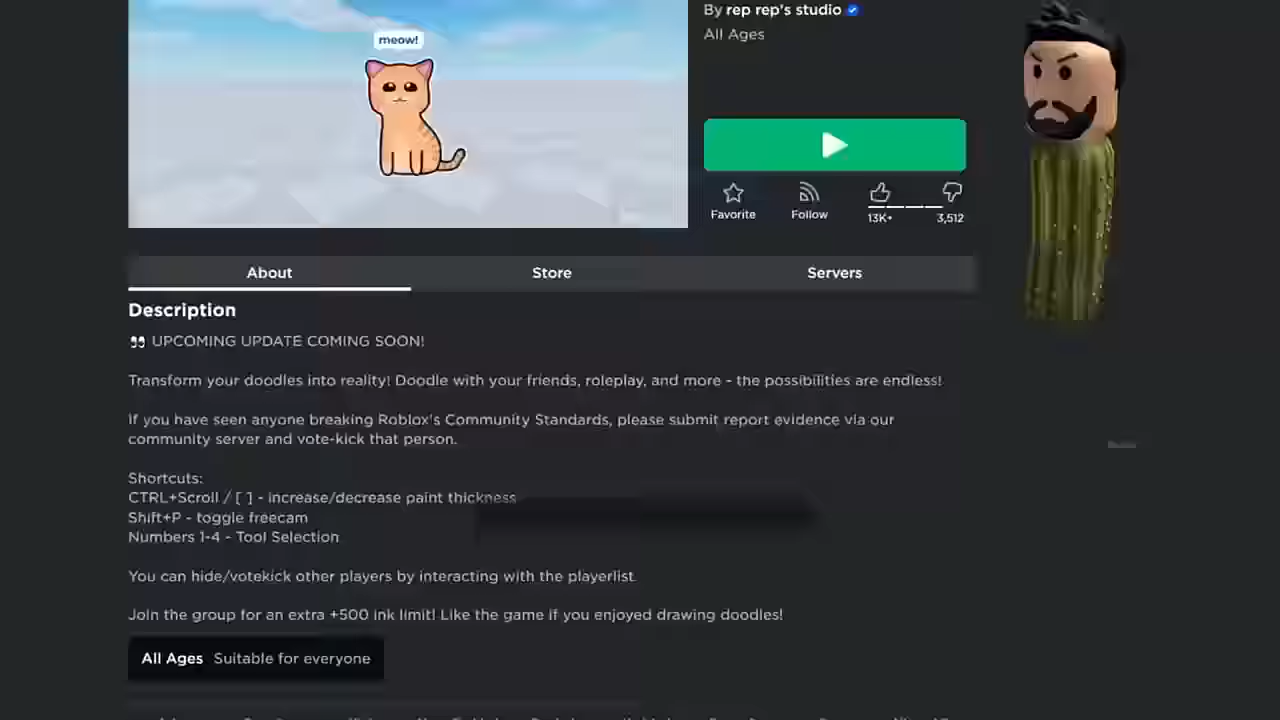 By rep rep's studio
All Ages
meow!
Favorite
Follow
13K+
3,512
About
Store
Servers
Description
UPCOMING UPDATE COMING SOON!
Transform your doodles into reality! Doodle with your friends, roleplay, and more - the possibilities are endless!
If you have seen anyone breaking Roblox's Community Standards, please submit report evidence via our
community server and vote-kick that person.
Shortcuts:
CTRL+Scroll / [ ] - increase/decrease paint thickness
Shift+P - toggle freecam
Numbers 1-4 - Tool Selection
You can hide/votekick other players by interacting with the playerlist.
Join the group for an extra +500 ink limit! Like the game if you enjoyed drawing doodles!
All Ages Suitable for everyone